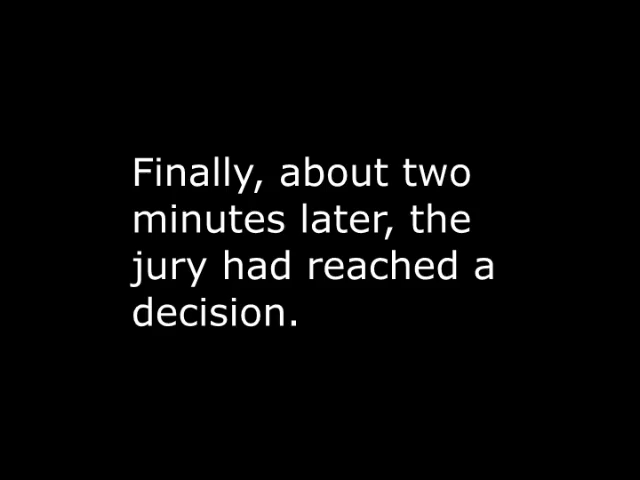 Finally, about two
minutes later, the
jury had reached a
decision.